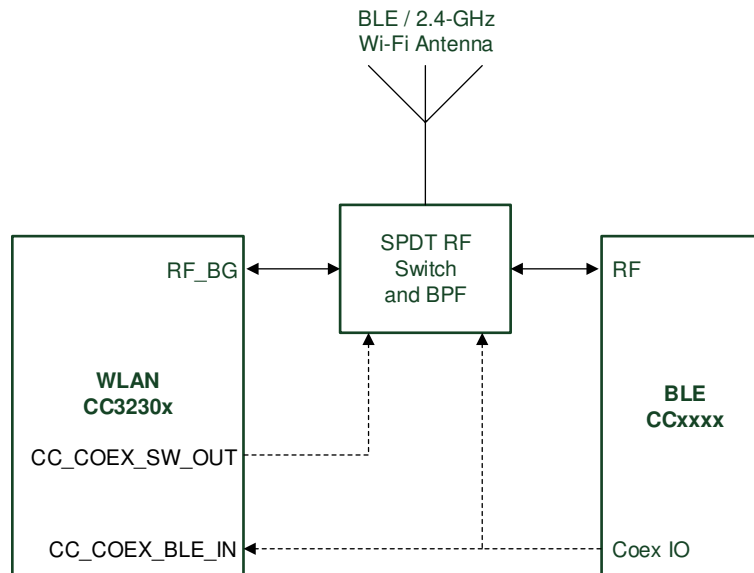 BLE / 2.4-GHz
Wi-Fi Antenna
SPDT RF
Switch
and BPF
RF_BG
RF
WLAN
CC3230x
BLE
CCxxxx
CC_COEX_SW_OUT
CC_COEX_BLE_IN
Coex IO